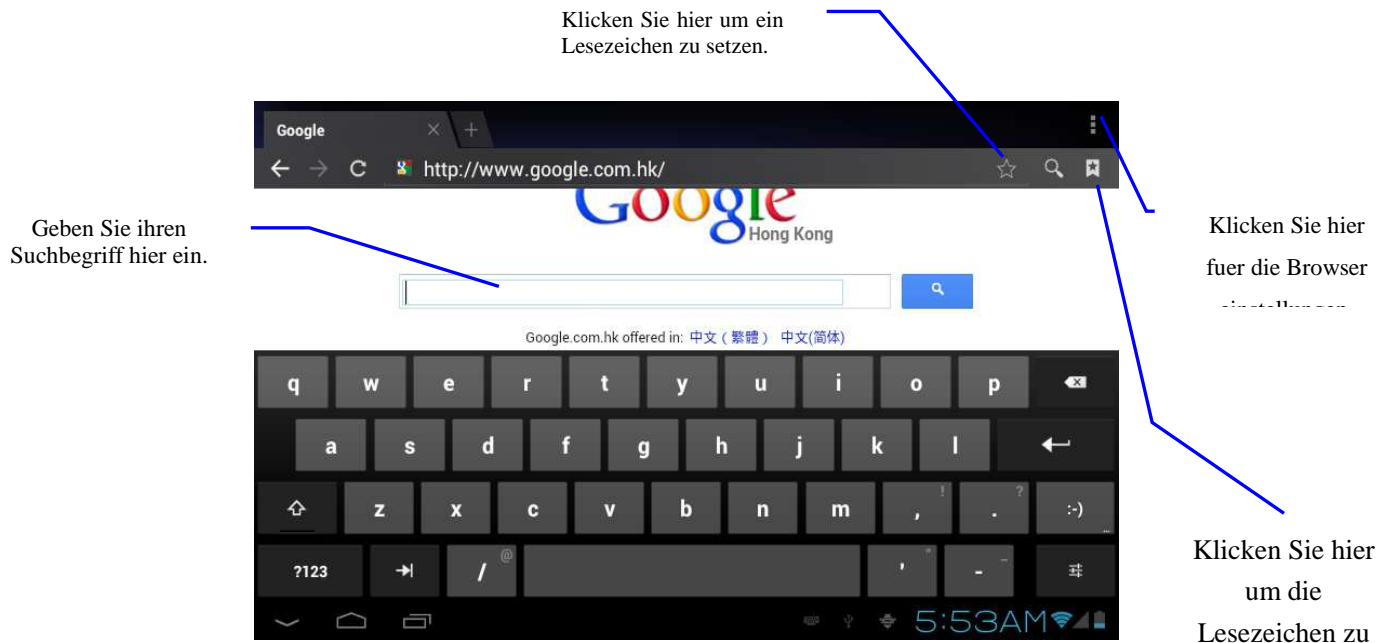 Klicken Sie hier um ein
Lesezeichen zu setzen.
Google
http://www.google.com.hk/
Google
Hong Kong
Geben Sie ihren
Suchbegriff hier ein.
Klicken Sie hier
fuer die Browser
Google.com.hk offered in: 中文（繁體） 中文(简体)
q w e r t y u i o p
a s d f g h j k l
z x c v b n m , ! . ? :-) ...
?123 / @ ' " - _
5:53AM
Klicken Sie hier
um die
Lesezeichen zu